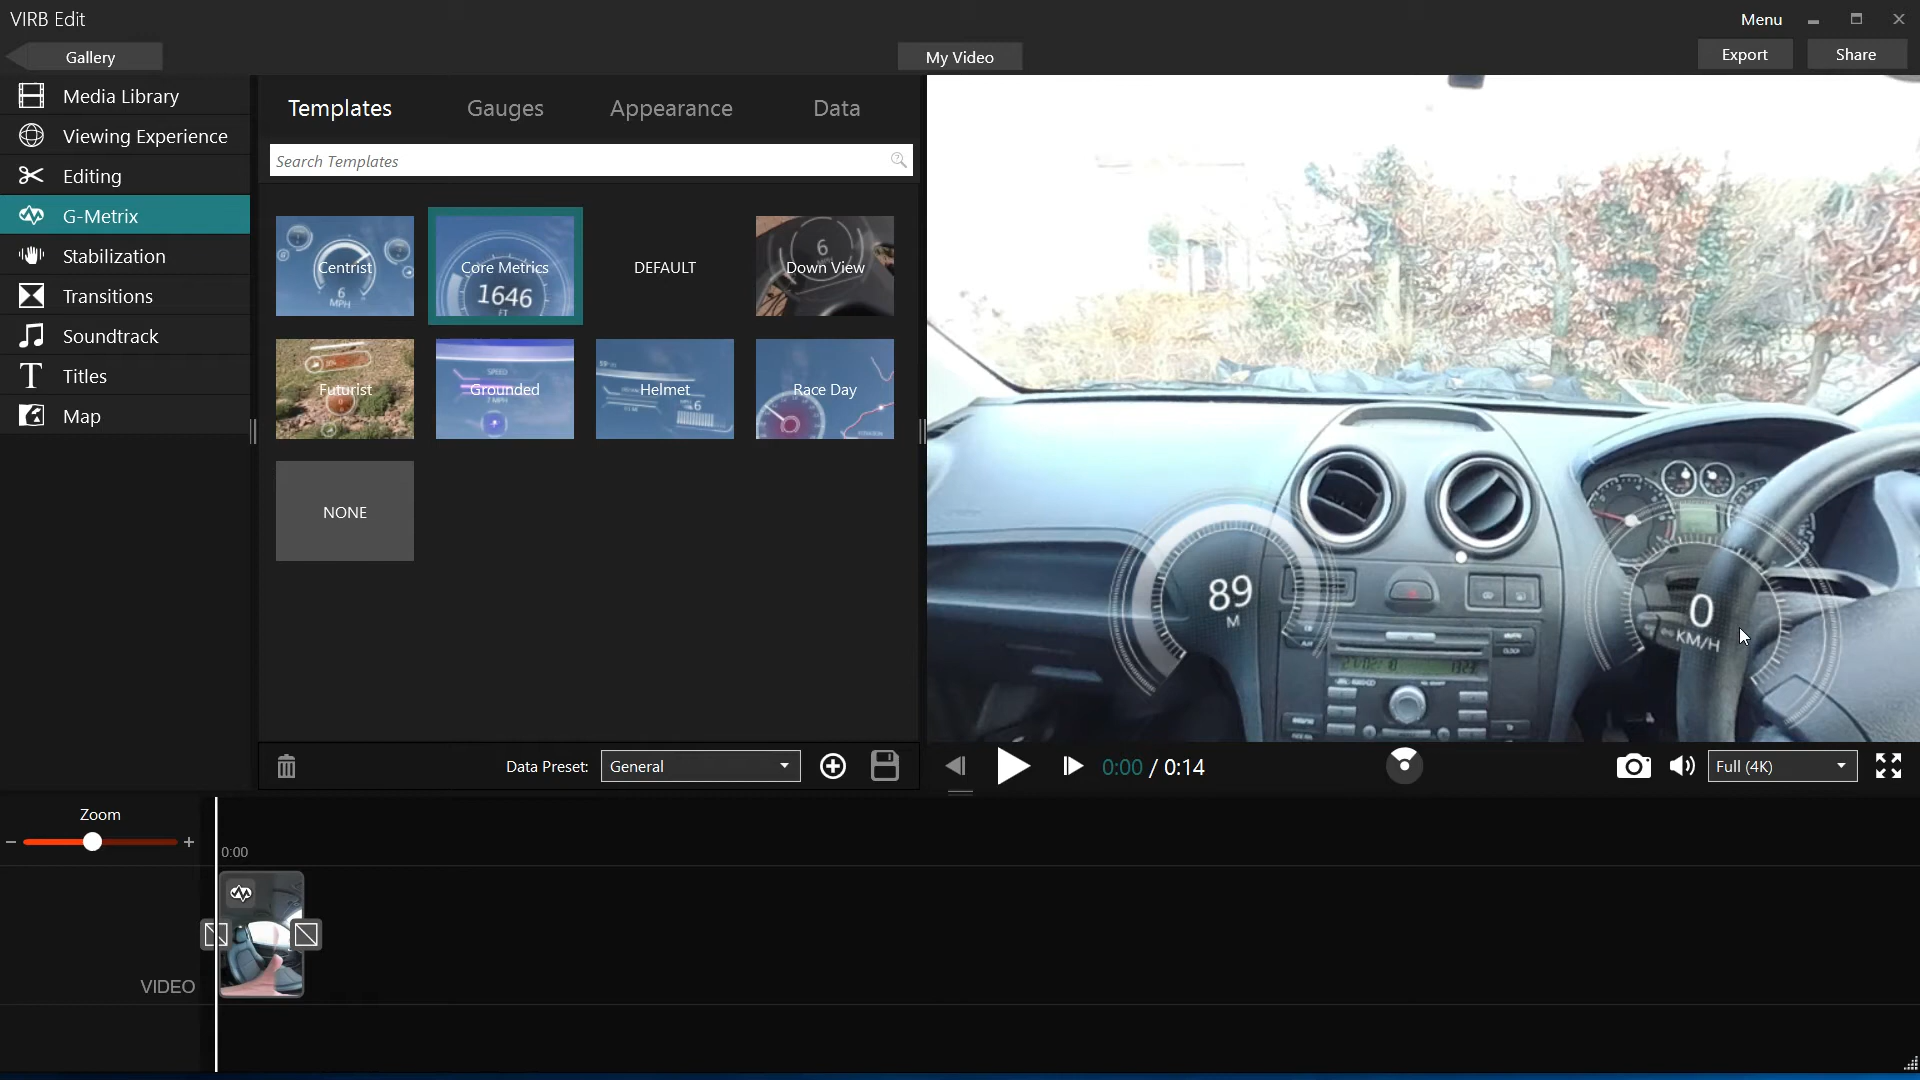 VIRB Edit
Menu
Gallery
My Video
Export
Share
Media Library
Viewing Experience
Editing
G-Metrix
Stabilization
Transitions
Soundtrack
Titles
Map
Templates
Gauges
Appearance
Data
Search Templates
Centrist
6
MPH
Core Metrics
1646
FT
DEFAULT
Down View
6
Futurist
SPEED
Grounded
Helmet
6
Race Day
NONE
89
M
0
KM/H
Data Preset:
General
0:00 / 0:14
Full (4K)
Zoom
0:00
VIDEO